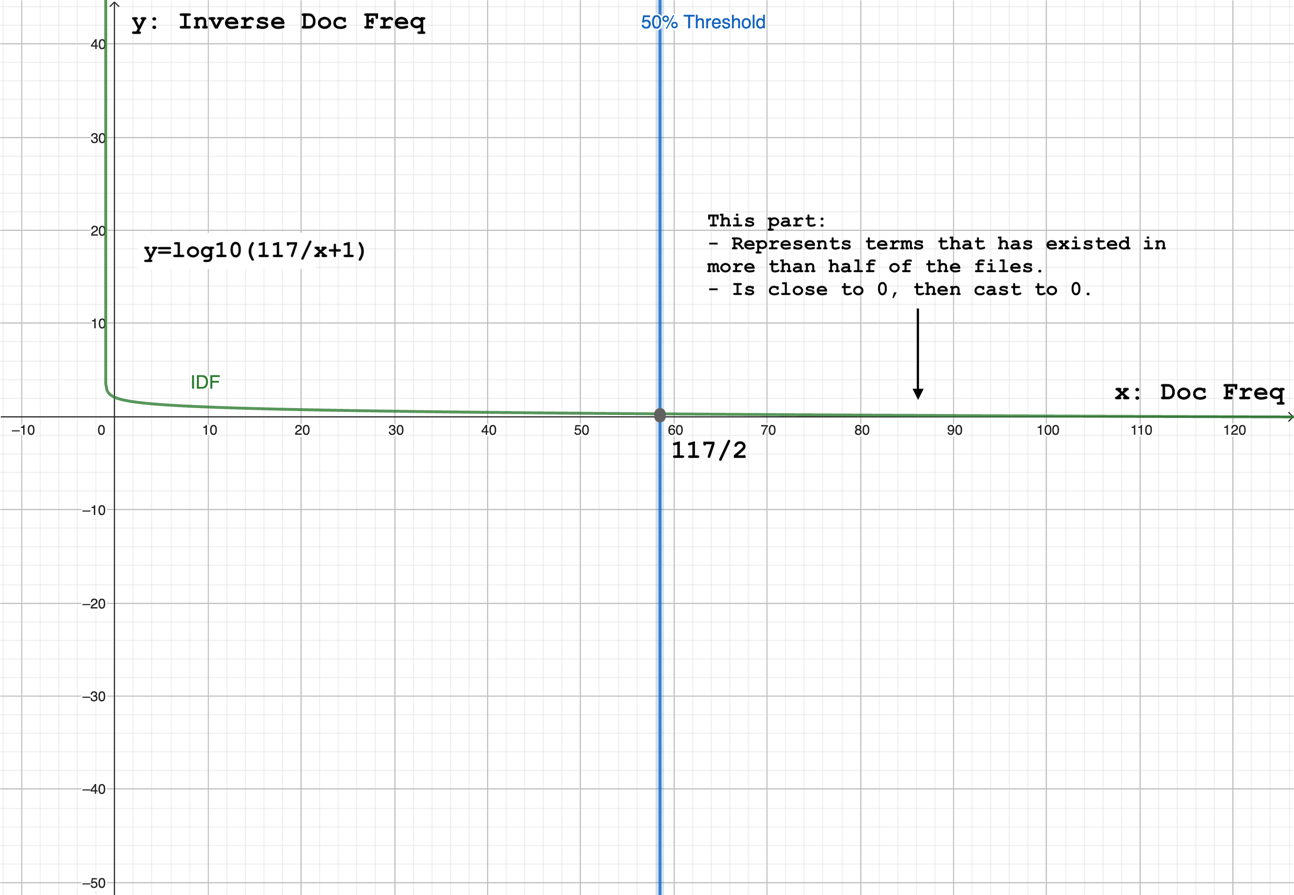 y: Inverse Doc Freq
50% Threshold
40
30
20
10
y=log10(117/x+1)
This part:
- Represents terms that has existed in
more than half of the files.
- Is close to 0, then cast to 0.
IDF
x: Doc Freq
–10 0 10 20 30 40 50 60 70 80 90 100 110 120
117/2
–10
–20
–30
–40
–50